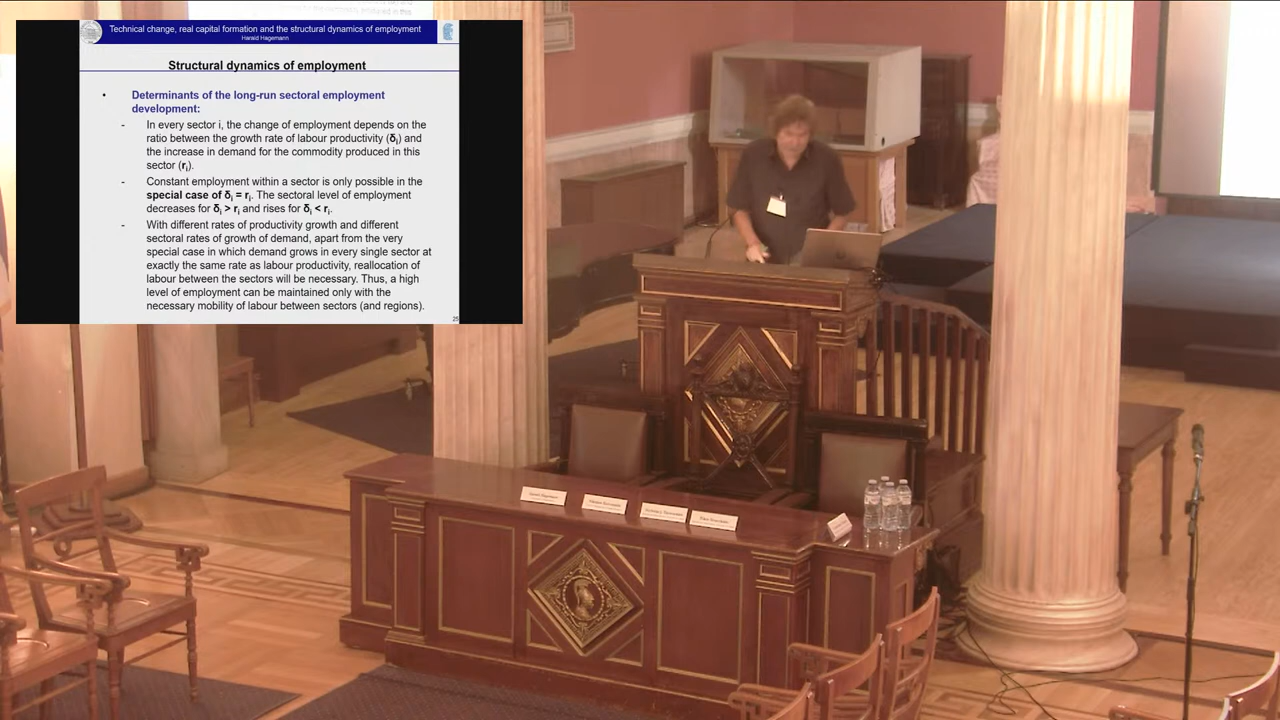 Technical change, real capital formation and the structural dynamics of employment
Harald Hagemann
Structural dynamics of employment
• Determinants of the long-run sectoral employment
development:
- In every sector i, the change of employment depends on the
ratio between the growth rate of labour productivity (δi) and
the increase in demand for the commodity produced in this
sector (ri).
- Constant employment within a sector is only possible in the
special case of δi = ri. The sectoral level of employment
decreases for δi > ri and rises for δi < ri.
- With different rates of productivity growth and different
sectoral rates of growth of demand, apart from the very
special case in which demand grows in every single sector at
exactly the same rate as labour productivity, reallocation of
labour between the sectors will be necessary. Thus, a high
level of employment can be maintained only with the
necessary mobility of labour between sectors (and regions).
25